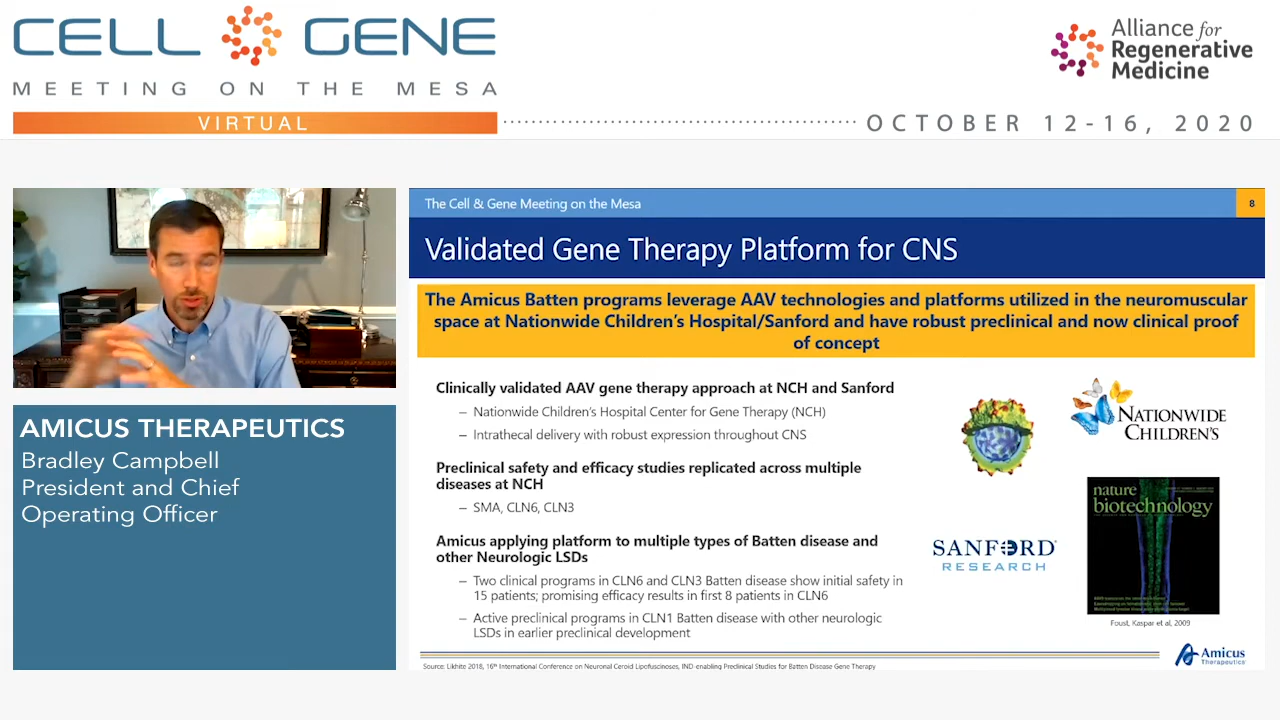 CELL GENE
MEETING ON THE MESA
VIRTUAL
Alliance for
Regenerative
Medicine
OCTOBER 12-16, 2020
AMICUS THERAPEUTICS
Bradley Campbell
President and Chief
Operating Officer
The Cell & Gene Meeting on the Mesa
8
Validated Gene Therapy Platform for CNS
The Amicus Batten programs leverage AAV technologies and platforms utilized in the neuromuscular
space at Nationwide Children's Hospital/Sanford and have robust preclinical and now clinical proof
of concept
Clinically validated AAV gene therapy approach at NCH and Sanford
– Nationwide Children's Hospital Center for Gene Therapy (NCH)
– Intrathecal delivery with robust expression throughout CNS
Preclinical safety and efficacy studies replicated across multiple
diseases at NCH
– SMA, CLN6, CLN3
Amicus applying platform to multiple types of Batten disease and
other Neurologic LSDs
– Two clinical programs in CLN6 and CLN3 Batten disease show initial safety in
15 patients; promising efficacy results in first 8 patients in CLN6
– Active preclinical programs in CLN1 Batten disease with other neurologic
LSDs in earlier preclinical development
NATIONWIDE
CHILDREN'S
SANFORD
RESEARCH
nature
biotechnology
Foust, Kaspar et al, 2009
Amicus
Therapeutics
Source: Likhite 2018, 16th International Conference on Neuronal Ceroid Lipofuscinoses, IND-enabling Preclinical Studies for Batten Disease Gene Therapy